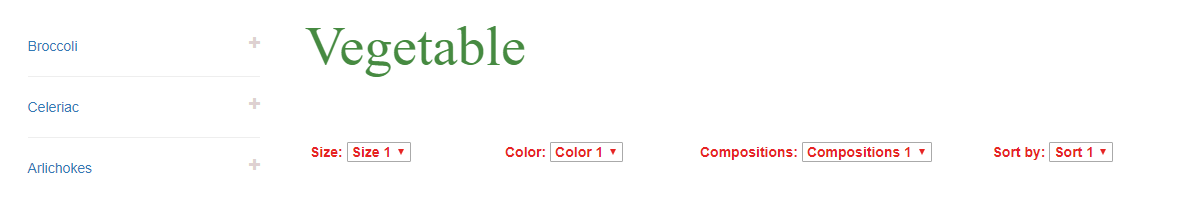 Broccoli
Celeriac
Arlichokes
Vegetable
Size: Size 1 Color: Color 1 Compositions: Compositions 1 Sort by: Sort 1